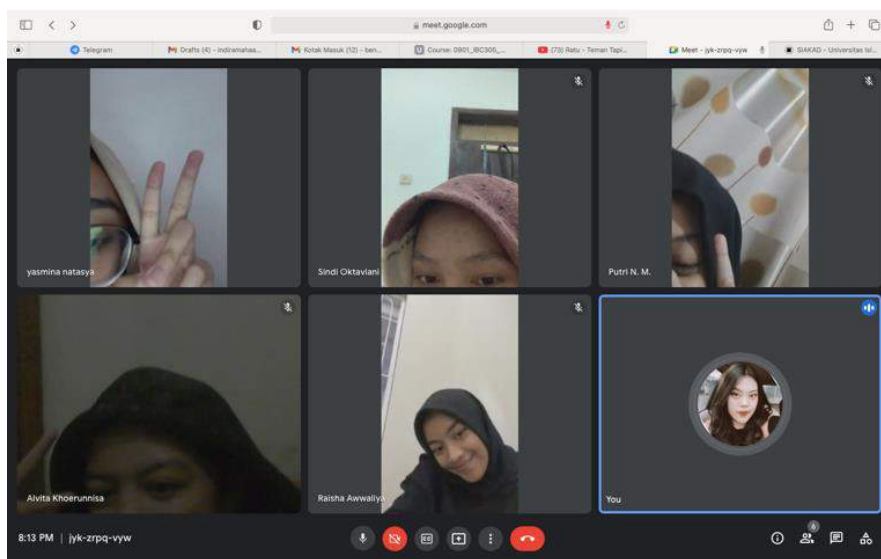 meet.google.com
Telegram
Drafts (4) - indiramahas...
Kotak Masuk (12) - ben...
Course: 0901_IBC305_...
(73) Ratu - Teman Tapi...
Meet - jyk-zrpq-vyw
SIAKAD - Universitas Isl...
yasmina natasya
Sindi Oktaviani
Putri N. M.
Alvita Khoerunnisa
Raisha Awwaliya
You
8:13 PM | jyk-zrpq-vyw
6